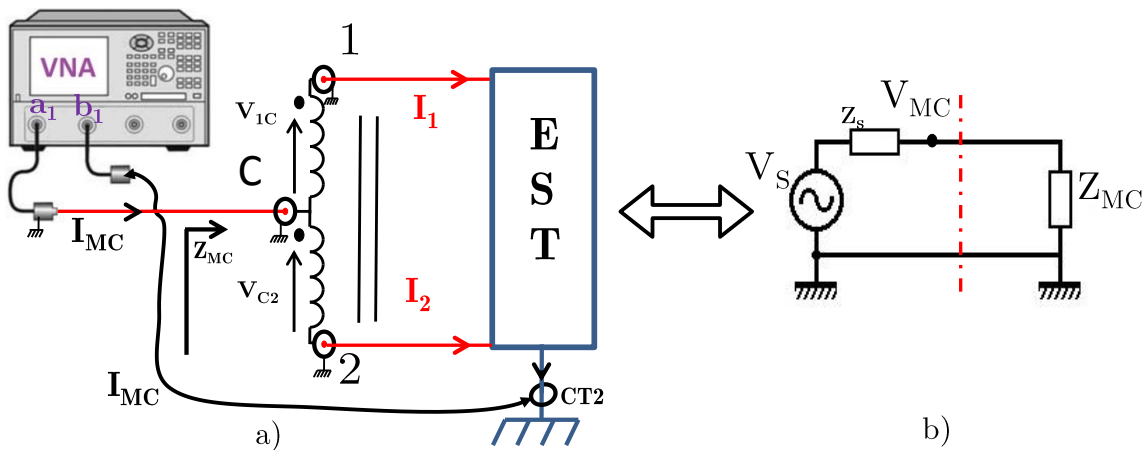 VNA
a1 b1
1
V1C
I1
C
IMC
ZMC
VC2
I2
2
IMC
CT2
E
S
T
a)
VMC
Zs
VS
ZMC
b)